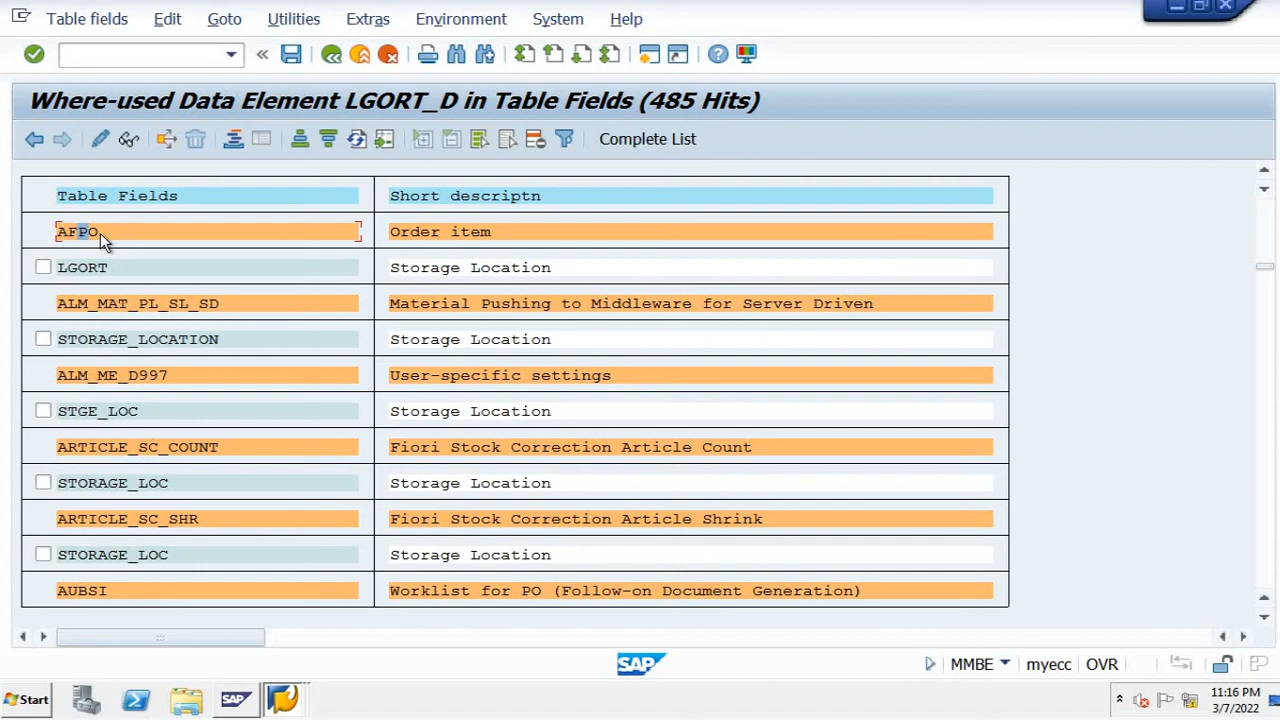 Table fields Edit Goto Utilities Extras Environment System Help
Where-used Data Element LGORT_D in Table Fields (485 Hits)
Complete List
Table Fields Short descriptn
AFPO Order item
LGORT Storage Location
ALM_MAT_PL_SL_SD Material Pushing to Middleware for Server Driven
STORAGE_LOCATION Storage Location
ALM_ME_D997 User-specific settings
STGE_LOC Storage Location
ARTICLE_SC_COUNT Fiori Stock Correction Article Count
STORAGE_LOC Storage Location
ARTICLE_SC_SHR Fiori Stock Correction Article Shrink
STORAGE_LOC Storage Location
AUBSI Worklist for PO (Follow-on Document Generation)
SAP MMBE myecc OVR
Start SAP 11:16 PM
3/7/2022